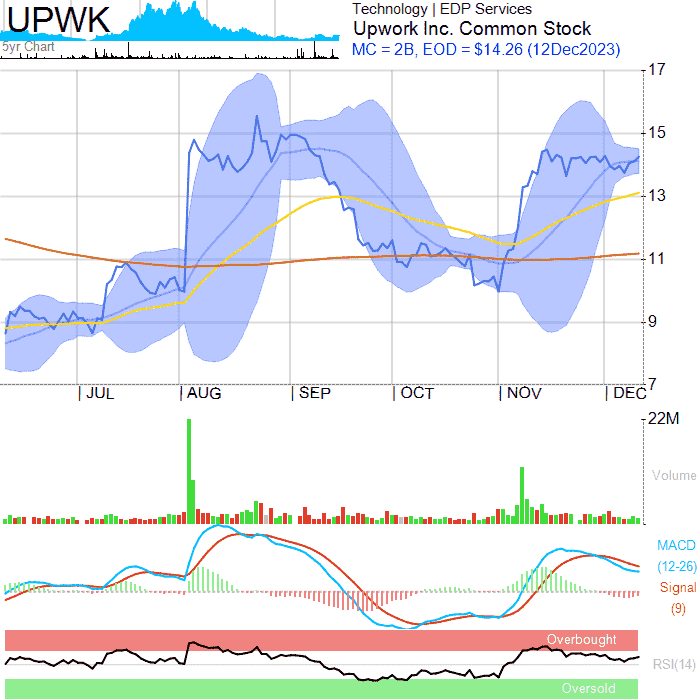 UPWK
5yr Chart
Technology | EDP Services
Upwork Inc. Common Stock
MC = 2B, EOD = $14.26 (12Dec2023)
17
15
13
11
9
7
| JUL | AUG | SEP | OCT | NOV | DEC
22M
Volume
MACD
(12-26)
Signal
(9)
Overbought
RSI(14)
Oversold